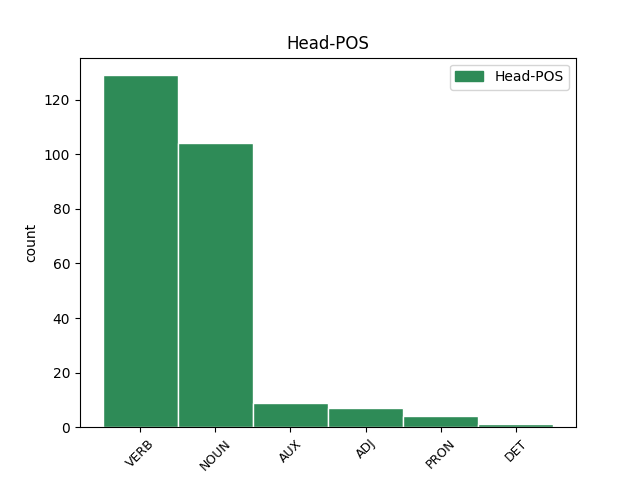 Head-POS
Head-POS
120
100
80
60
40
20
0
count
VERB
NOUN
AUX
ADJ
PRON
DET